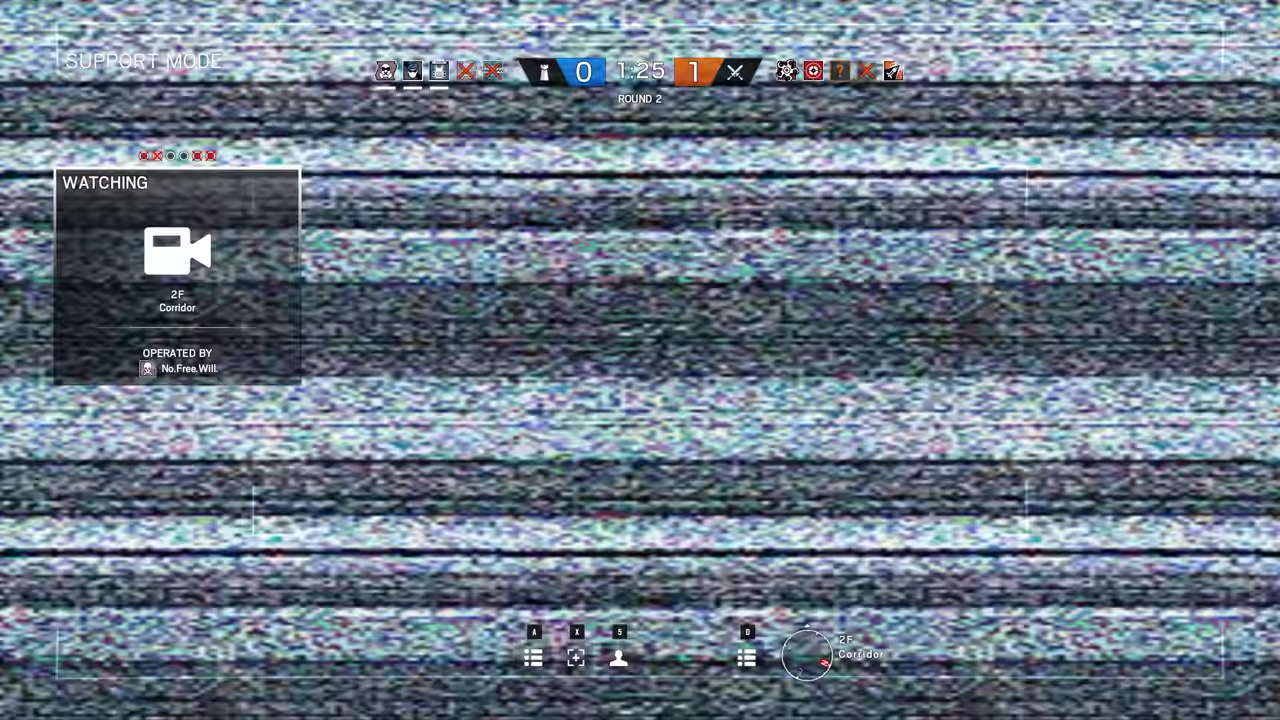 SUPPORT MODE
0 1:25 1
?
ROUND 2
WATCHING
2F
Corridor
OPERATED BY
No.Free.Will.
A X 5 D
2F
Corridor